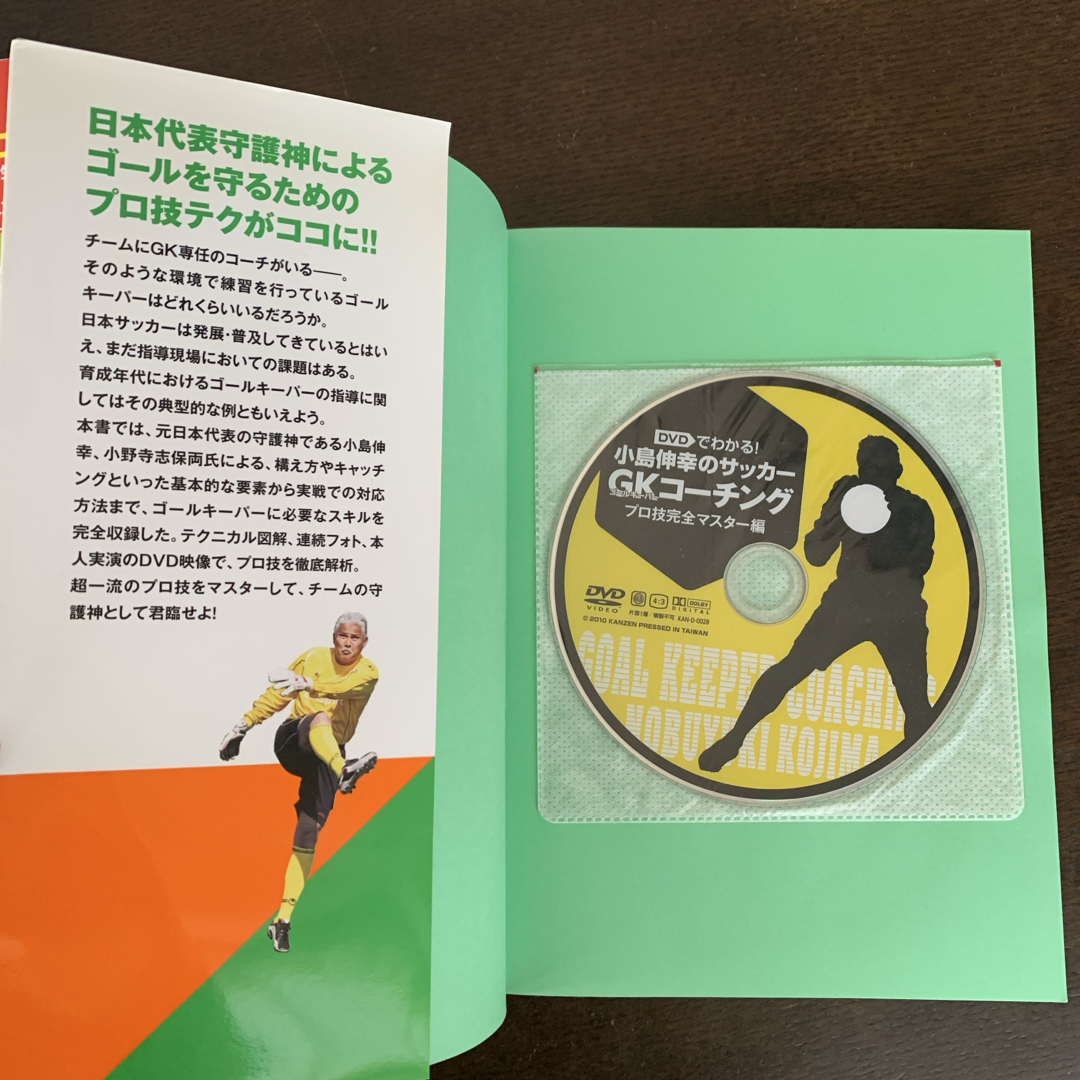 日本代表守護神による
ゴールを守るための
プロ技テクがココに!!
チームにGK専任のコーチがいる――。
そのような環境で練習を行っているゴール
キーパーはどれくらいいるだろうか。
日本サッカーは発展・普及してきているとはい
え、まだ指導現場においての課題はある。
育成年代におけるゴールキーパーの指導に関
してはその典型的な例ともいえよう。
本書では、元日本代表の守護神である小島伸
幸、小野寺志保両氏による、構え方やキャッチ
ングといった基本的な要素から実戦での対応
方法まで、ゴールキーパーに必要なスキルを
完全収録した。テクニカル図解、連続フォト、本
人実演のDVD映像で、プロ技を徹底解析。
超一流のプロ技をマスターして、チームの守
護神として君臨せよ!
DVDでわかる!
小島伸幸のサッカー
GKコーチング
ゴールキーパー
プロ技完全マスター編
DVD VIDEO
4:3
DOLBY DIGITAL
片面1層/複製不可 KAN-D-0028
© 2010 KANZEN PRESSED IN TAIWAN
GOAL KEEPER COACHING
NOBUYUKI KOJIMA